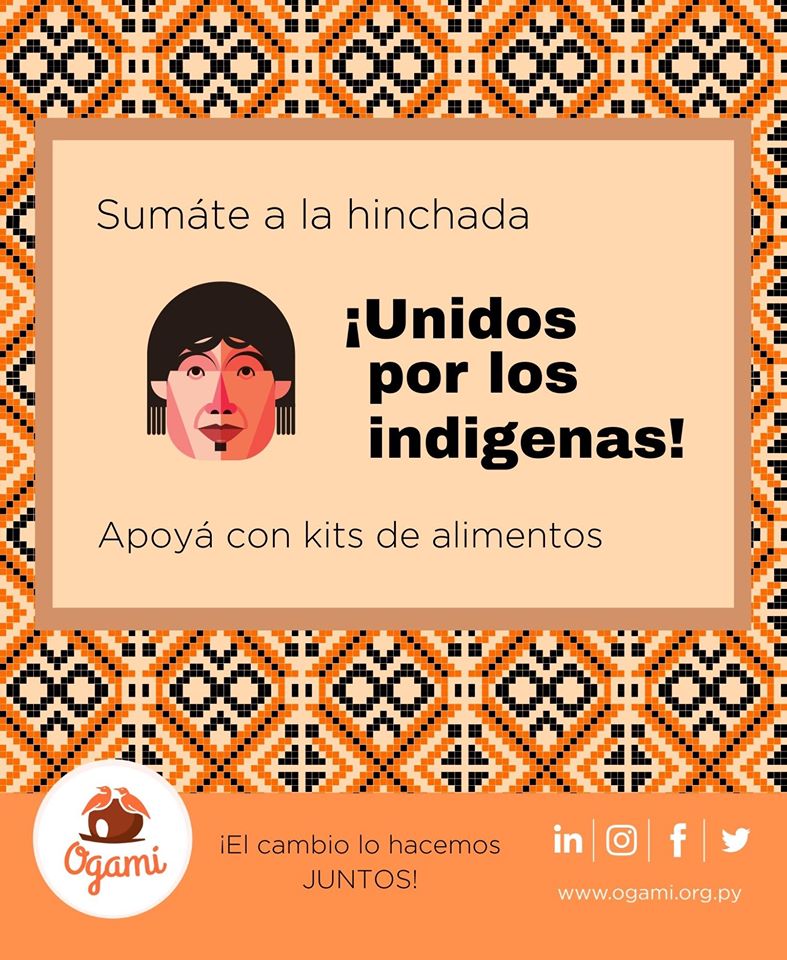 Sumáte a la hinchada
¡Unidos
por los
indigenas!
Apoyá con kits de alimentos
Ogami
¡El cambio lo hacemos
JUNTOS!
in
f
www.ogami.org.py